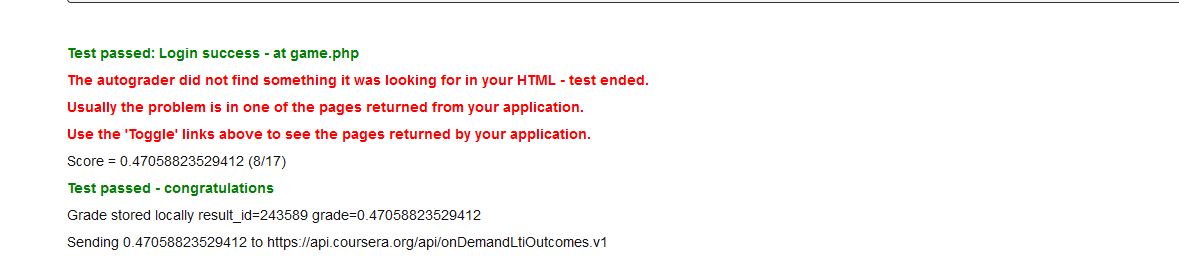 Test passed: Login success - at game.php
The autograder did not find something it was looking for in your HTML - test ended.
Usually the problem is in one of the pages returned from your application.
Use the 'Toggle' links above to see the pages returned by your application.
Score = 0.47058823529412 (8/17)
Test passed - congratulations
Grade stored locally result_id=243589 grade=0.47058823529412
Sending 0.47058823529412 to https://api.coursera.org/api/onDemandLtiOutcomes.v1